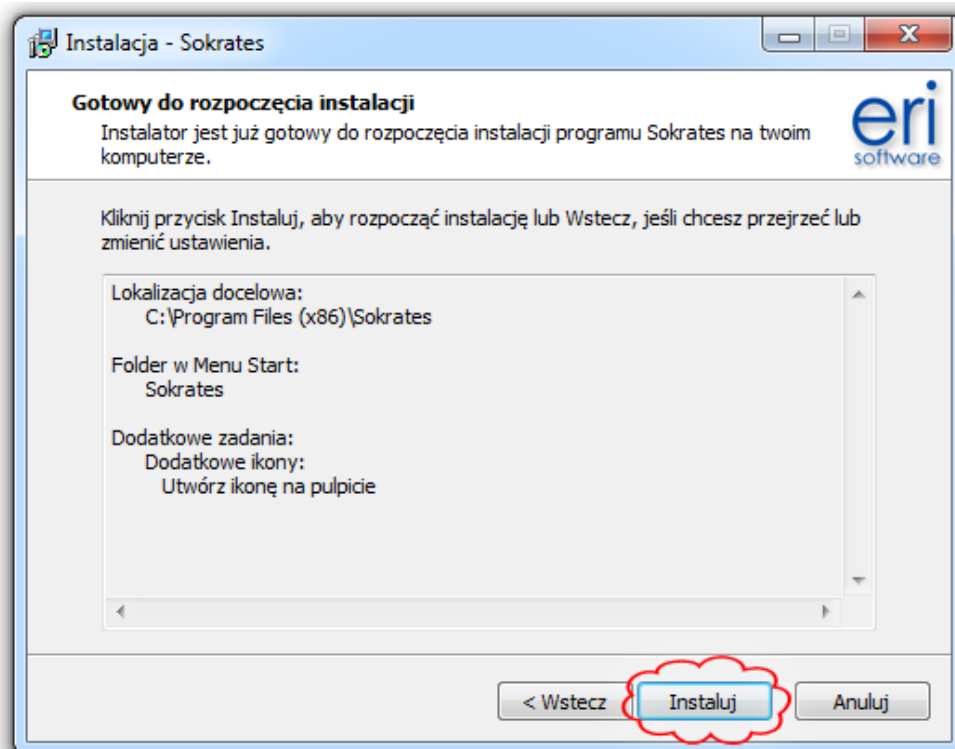 Instalacja - Sokrates
Gotowy do rozpoczęcia instalacji
Instalator jest już gotowy do rozpoczęcia instalacji programu Sokrates na twoim
komputerze.
eri
software
Kliknij przycisk Instaluj, aby rozpocząć instalację lub Wstecz, jeśli chcesz przejrzeć lub
zmienić ustawienia.
Lokalizacja docelowa:
C:\Program Files (x86)\Sokrates
Folder w Menu Start:
Sokrates
Dodatkowe zadania:
Dodatkowe ikony:
Utwórz ikonę na pulpicie
< Wstecz
Instaluj
Anuluj